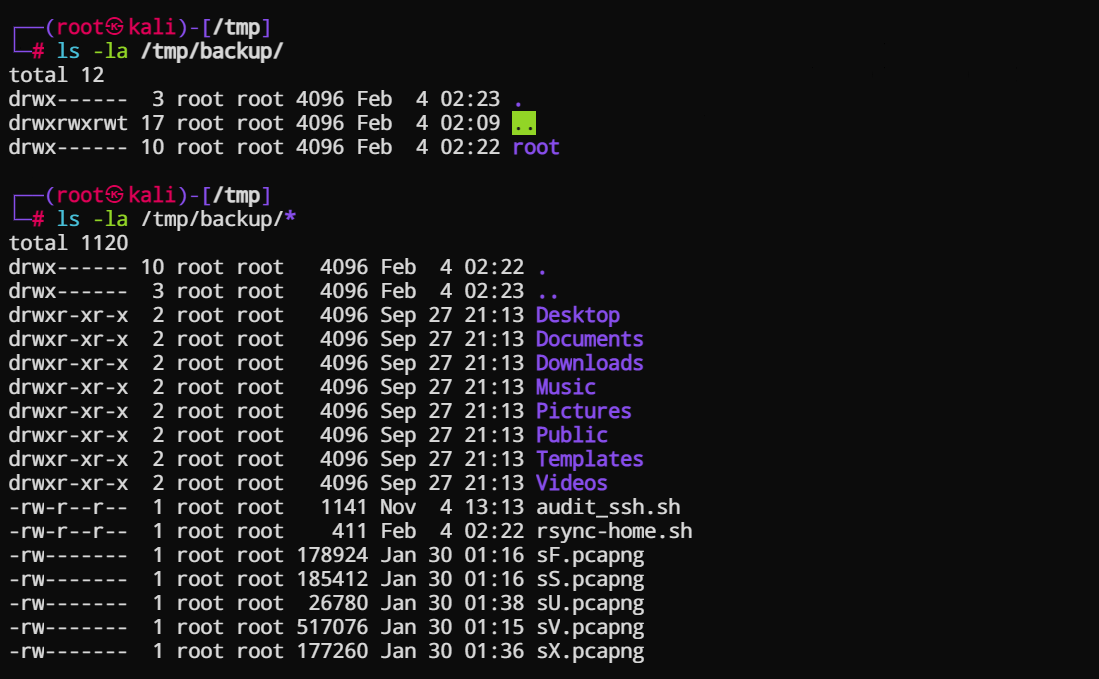 ┌──(root㉿kali)-[/tmp]
└─# ls -la /tmp/backup/
total 12
drwx------  3 root root 4096 Feb  4 02:23 .
drwxrwxrwt 17 root root 4096 Feb  4 02:09 ..
drwx------ 10 root root 4096 Feb  4 02:22 root

┌──(root㉿kali)-[/tmp]
└─# ls -la /tmp/backup/*
total 1120
drwx------ 10 root root   4096 Feb  4 02:22 .
drwx------  3 root root   4096 Feb  4 02:23 ..
drwxr-xr-x  2 root root   4096 Sep 27 21:13 Desktop
drwxr-xr-x  2 root root   4096 Sep 27 21:13 Documents
drwxr-xr-x  2 root root   4096 Sep 27 21:13 Downloads
drwxr-xr-x  2 root root   4096 Sep 27 21:13 Music
drwxr-xr-x  2 root root   4096 Sep 27 21:13 Pictures
drwxr-xr-x  2 root root   4096 Sep 27 21:13 Public
drwxr-xr-x  2 root root   4096 Sep 27 21:13 Templates
drwxr-xr-x  2 root root   4096 Sep 27 21:13 Videos
-rw-r--r--  1 root root   1141 Nov  4 13:13 audit_ssh.sh
-rw-r--r--  1 root root    411 Feb  4 02:22 rsync-home.sh
-rw-------  1 root root 178924 Jan 30 01:16 sF.pcapng
-rw-------  1 root root 185412 Jan 30 01:16 sS.pcapng
-rw-------  1 root root  26780 Jan 30 01:38 sU.pcapng
-rw-------  1 root root 517076 Jan 30 01:15 sV.pcapng
-rw-------  1 root root 177260 Jan 30 01:36 sX.pcapng